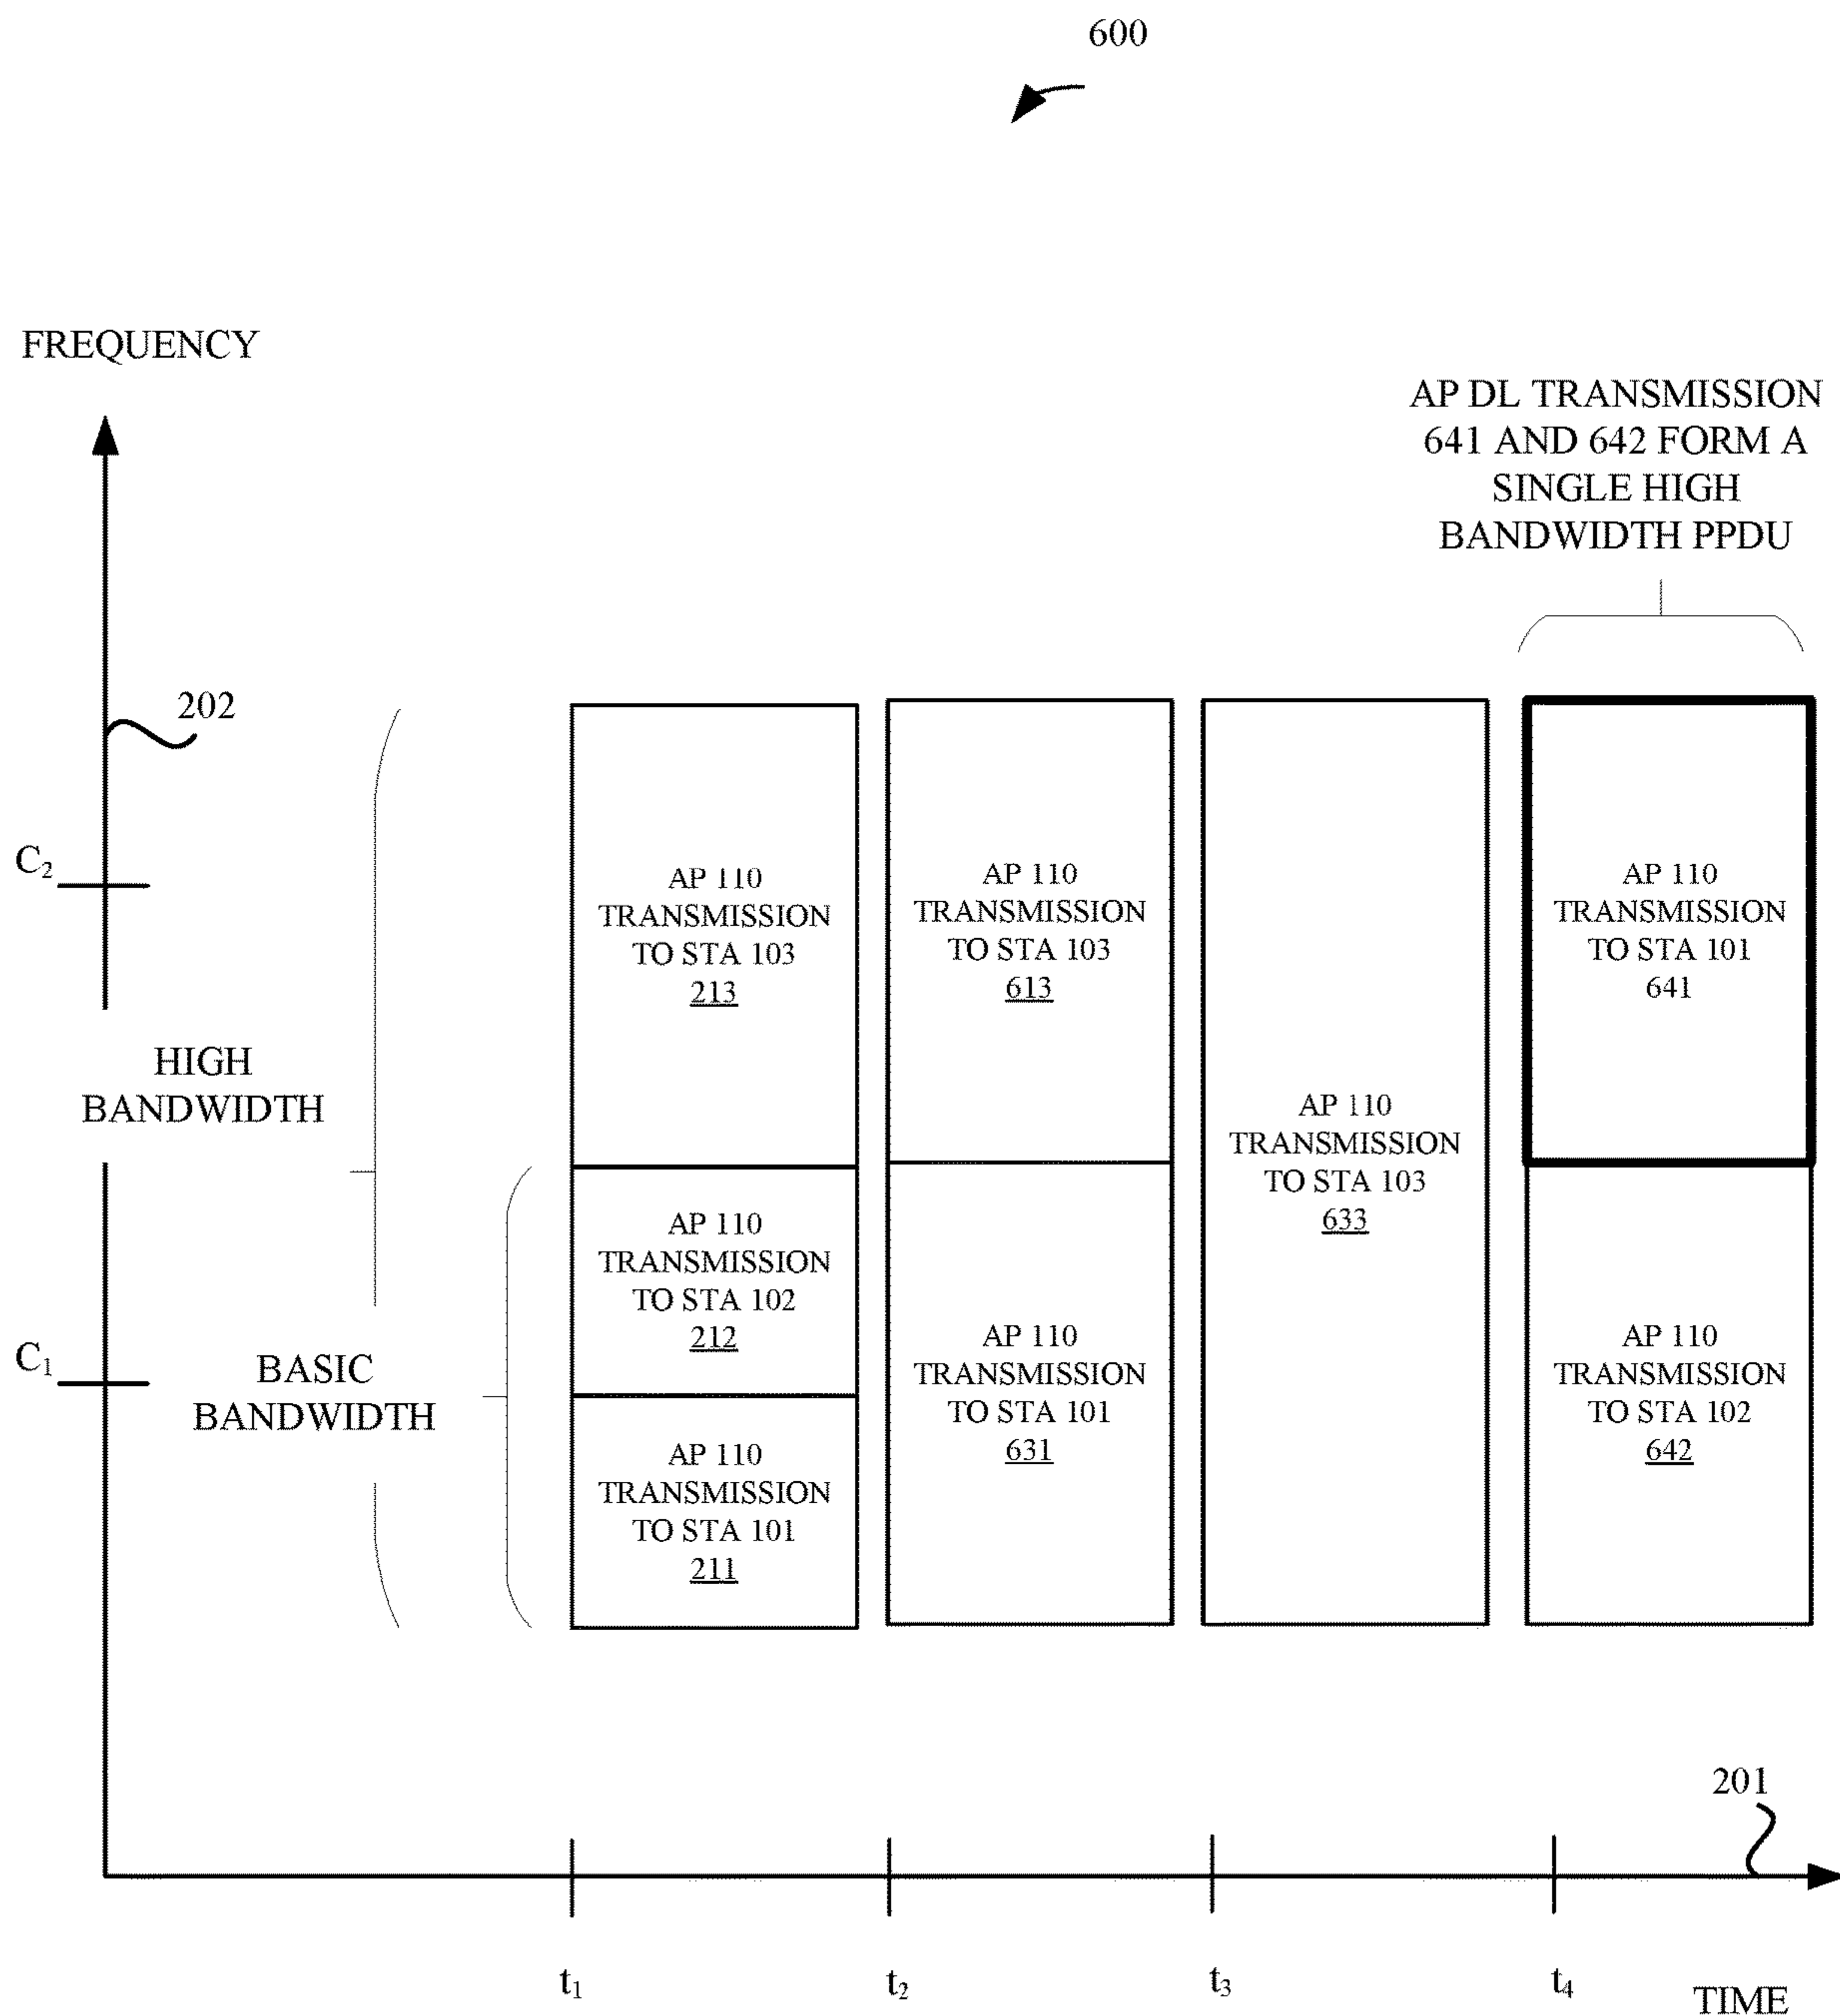 600
FREQUENCY
AP DL TRANSMISSION
641 AND 642 FORM A
SINGLE HIGH
BANDWIDTH PPDU
202
C₂
C₁
HIGH
BANDWIDTH
BASIC
BANDWIDTH
AP 110
TRANSMISSION
TO STA 103
213
AP 110
TRANSMISSION
TO STA 102
212
AP 110
TRANSMISSION
TO STA 101
211
AP 110
TRANSMISSION
TO STA 103
613
AP 110
TRANSMISSION
TO STA 101
631
AP 110
TRANSMISSION
TO STA 103
633
AP 110
TRANSMISSION
TO STA 101
641
AP 110
TRANSMISSION
TO STA 102
642
201
t₁
t₂
t₃
t₄
TIME